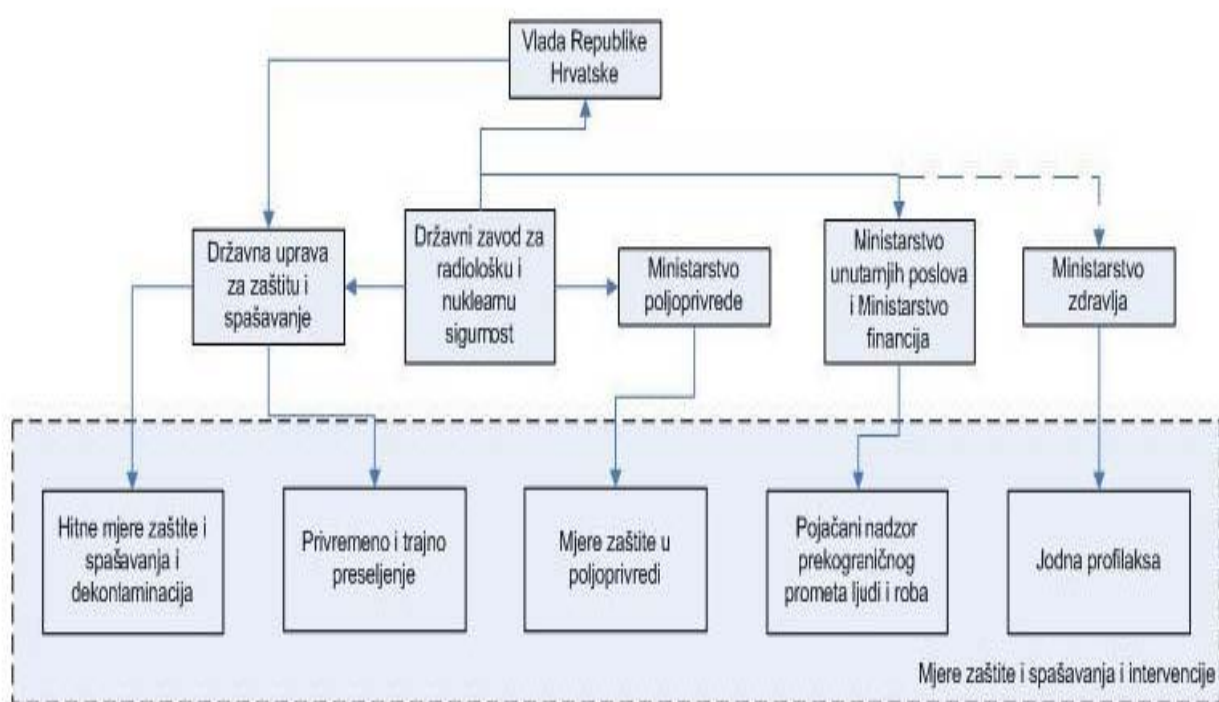 Vlada Republike
Hrvatske
Državna uprava
za zaštitu i
spašavanje
Državni zavod za
radiološku i
nuklearnu
sigurnost
Ministarstvo
poljoprivrede
Ministarstvo
unutarnjih poslova
i Ministarstvo
financija
Ministarstvo
zdravlja
Hitne mjere zaštite i
spašavanja i
dekontaminacija
Privremeno i trajno
preseljenje
Mjere zaštite u
poljoprivredi
Pojačani nadzor
prekograničnog
prometa ljudi i roba
Jodna profilaksa
Mjere zaštite i spašavanja i intervencije